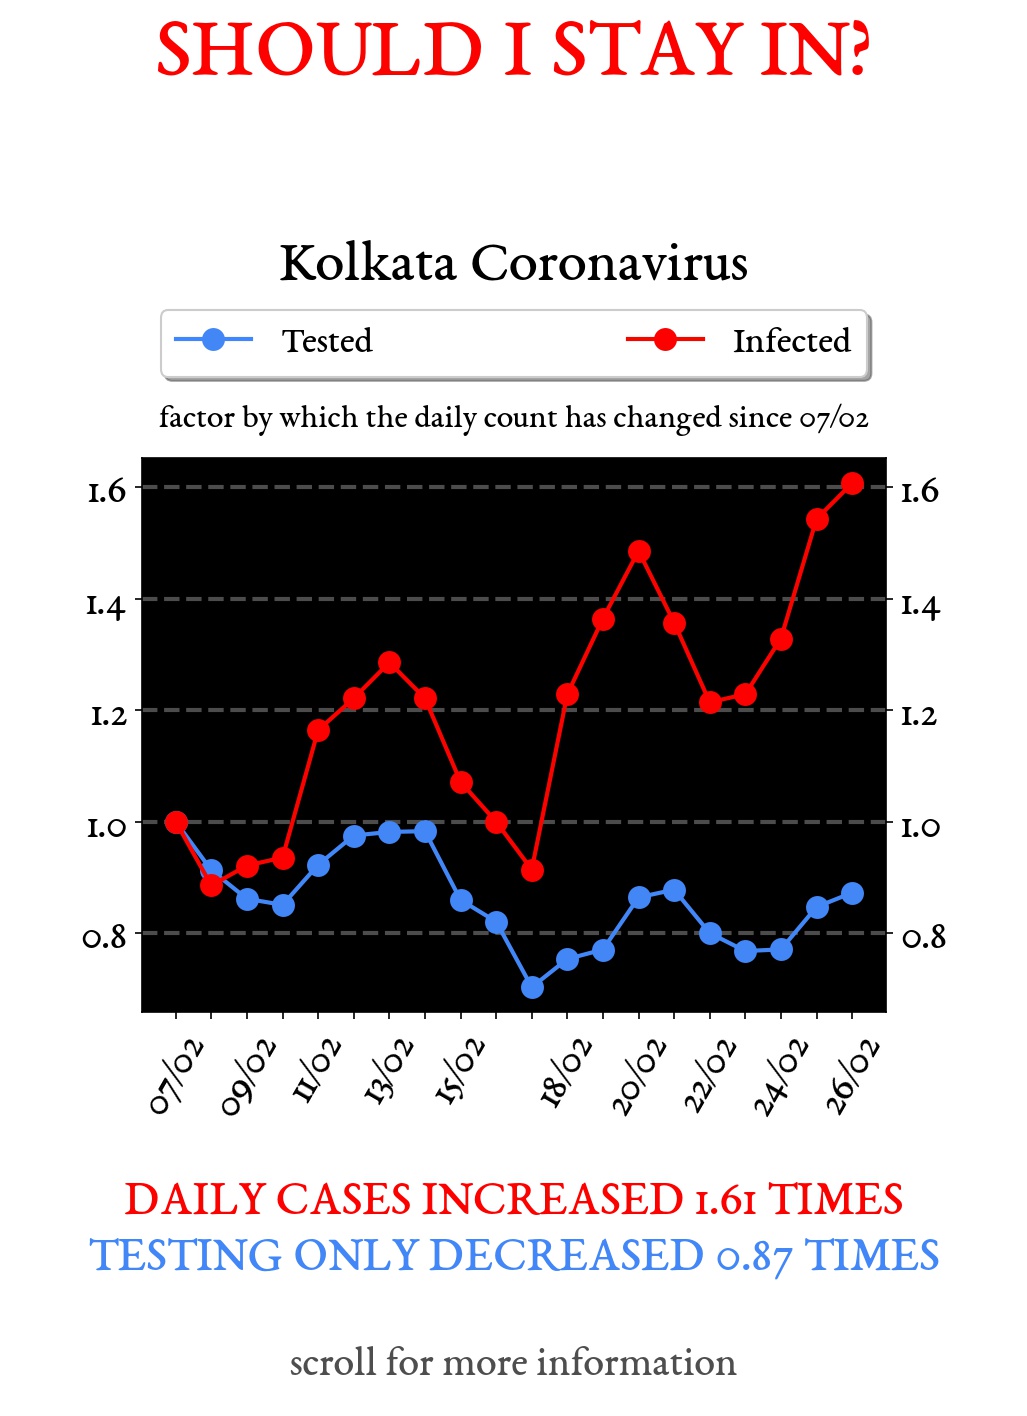 SHOULD I STAY IN?
Kolkata Coronavirus
Tested Infected
factor by which the daily count has changed since 07/02
1.6 1.6
1.4 1.4
1.2 1.2
1.0 1.0
0.8 0.8
07/02 09/02 11/02 13/02 15/02 18/02 20/02 22/02 24/02 26/02
DAILY CASES INCREASED 1.61 TIMES
TESTING ONLY DECREASED 0.87 TIMES
scroll for more information